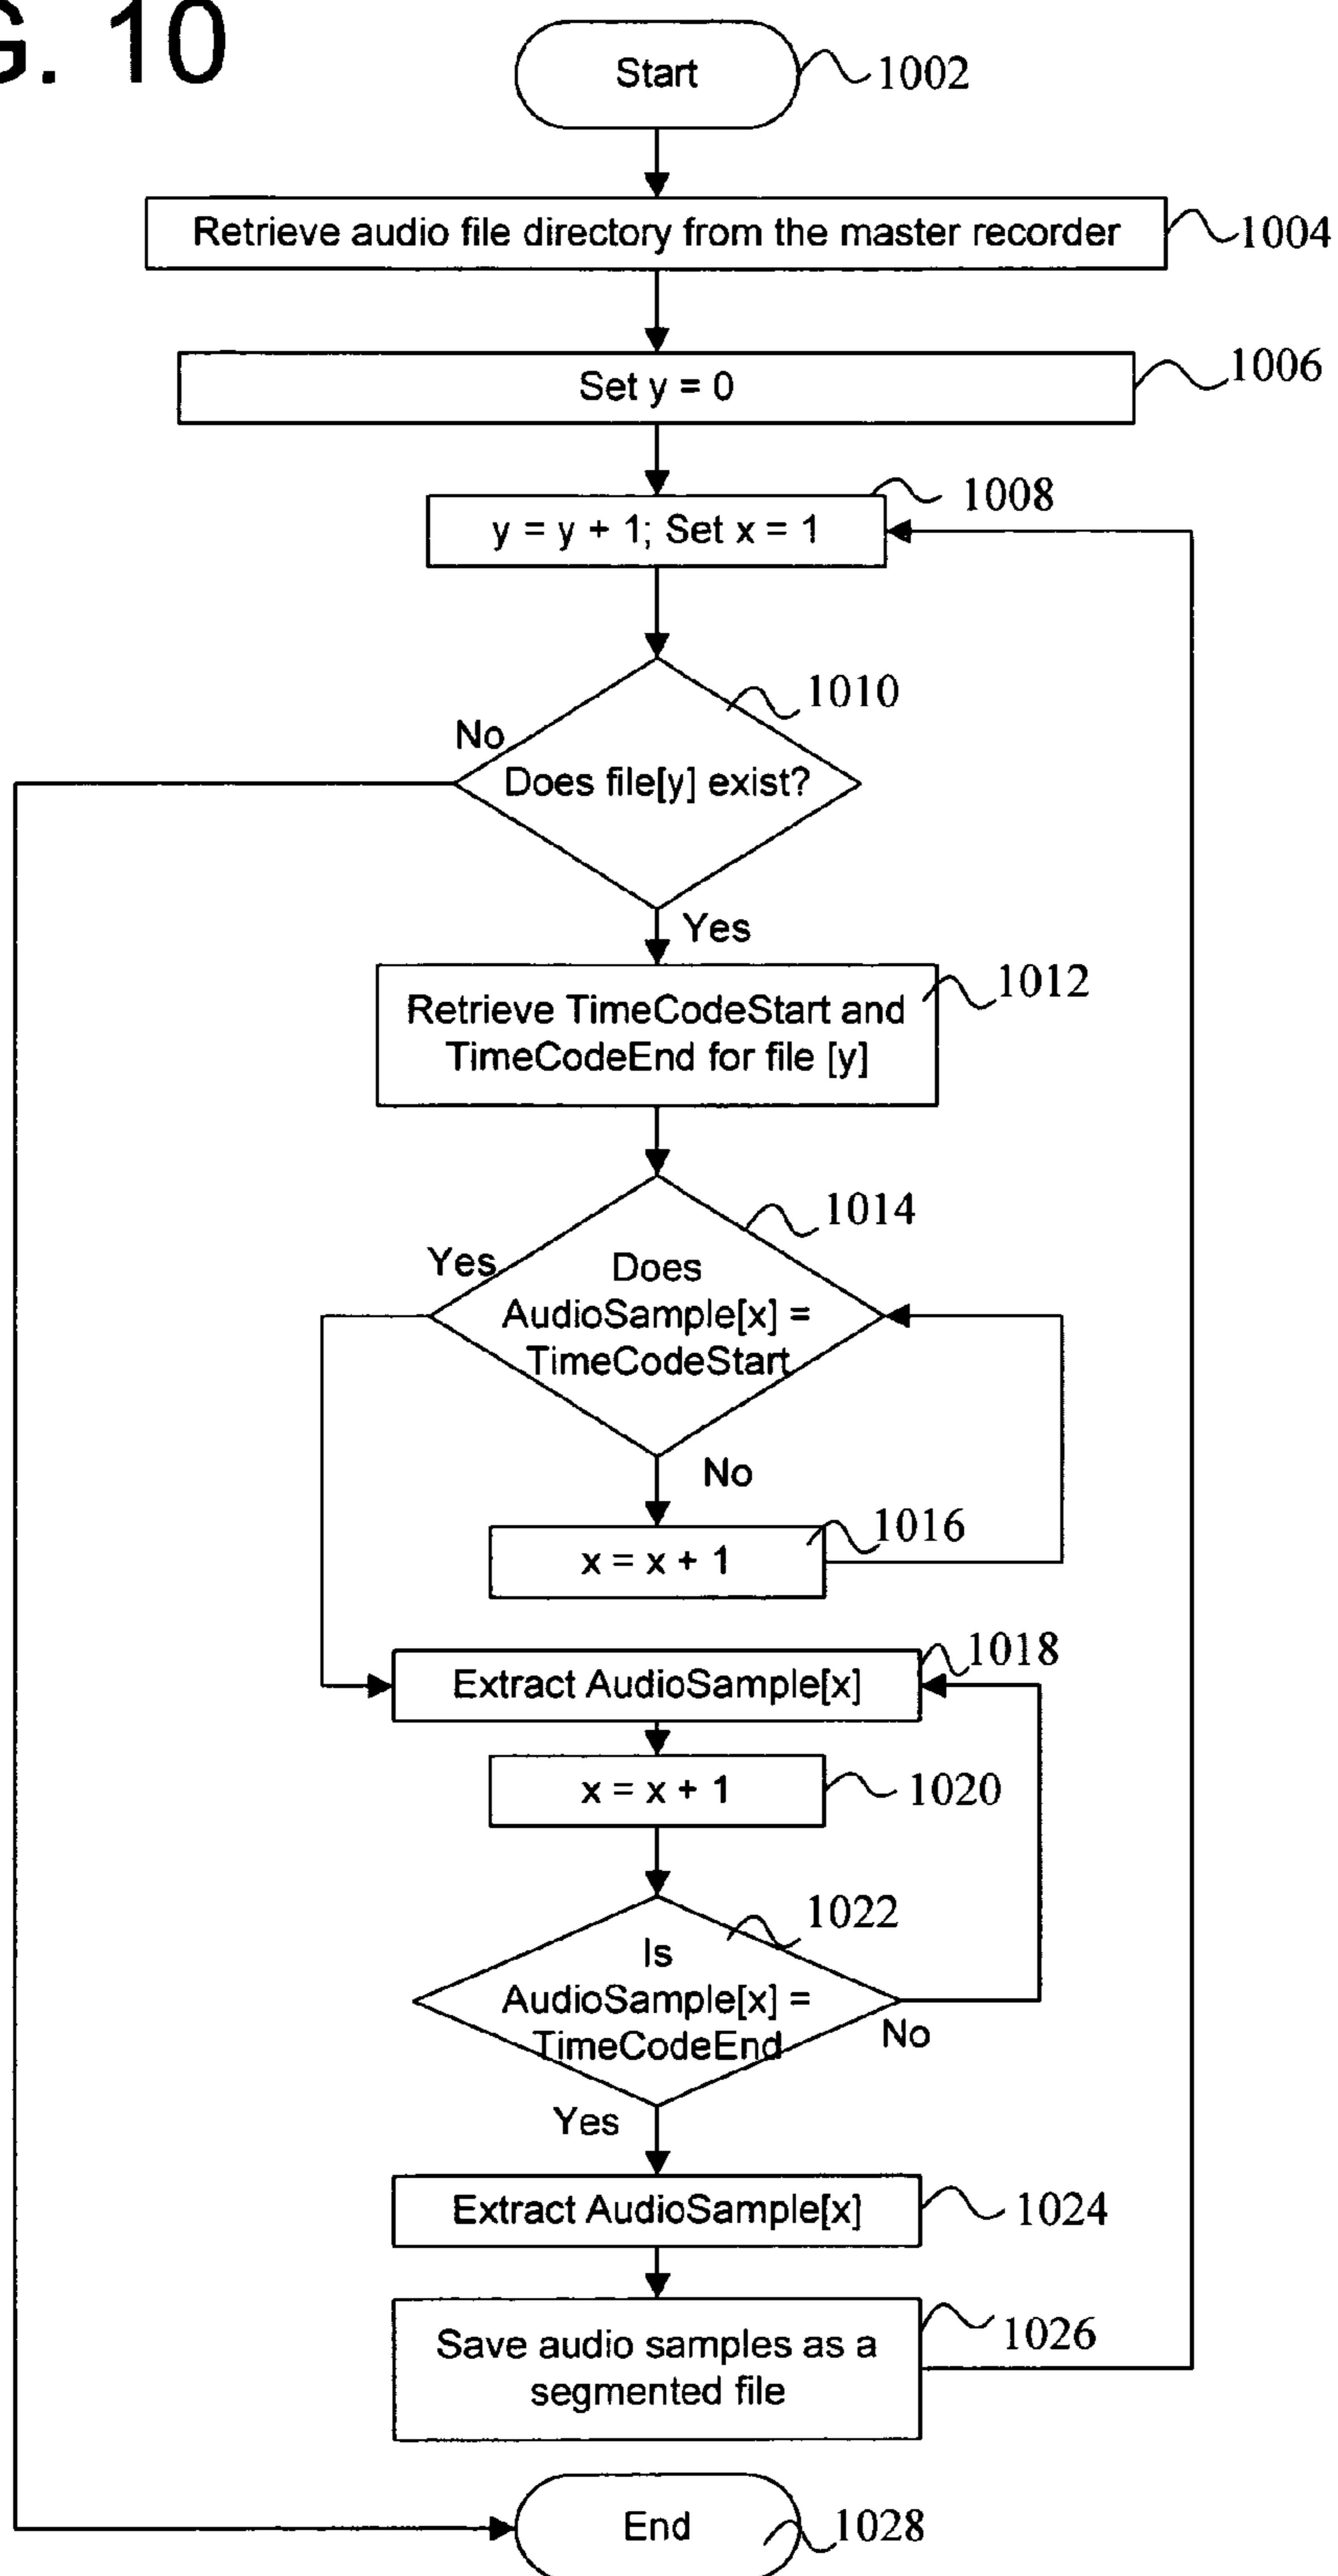 G. 10
Start
1002
Retrieve audio file directory from the master recorder
1004
Set y = 0
1006
1008
y = y + 1; Set x = 1
1010
No
Does file[y] exist?
Yes
1012
Retrieve TimeCodeStart and
TimeCodeEnd for file [y]
1014
Yes
Does
AudioSample[x] =
TimeCodeStart
No
1016
x = x + 1
1018
Extract AudioSample[x]
x = x + 1
1020
1022
Is
AudioSample[x] =
TimeCodeEnd
No
Yes
Extract AudioSample[x]
1024
Save audio samples as a
segmented file
1026
End
1028